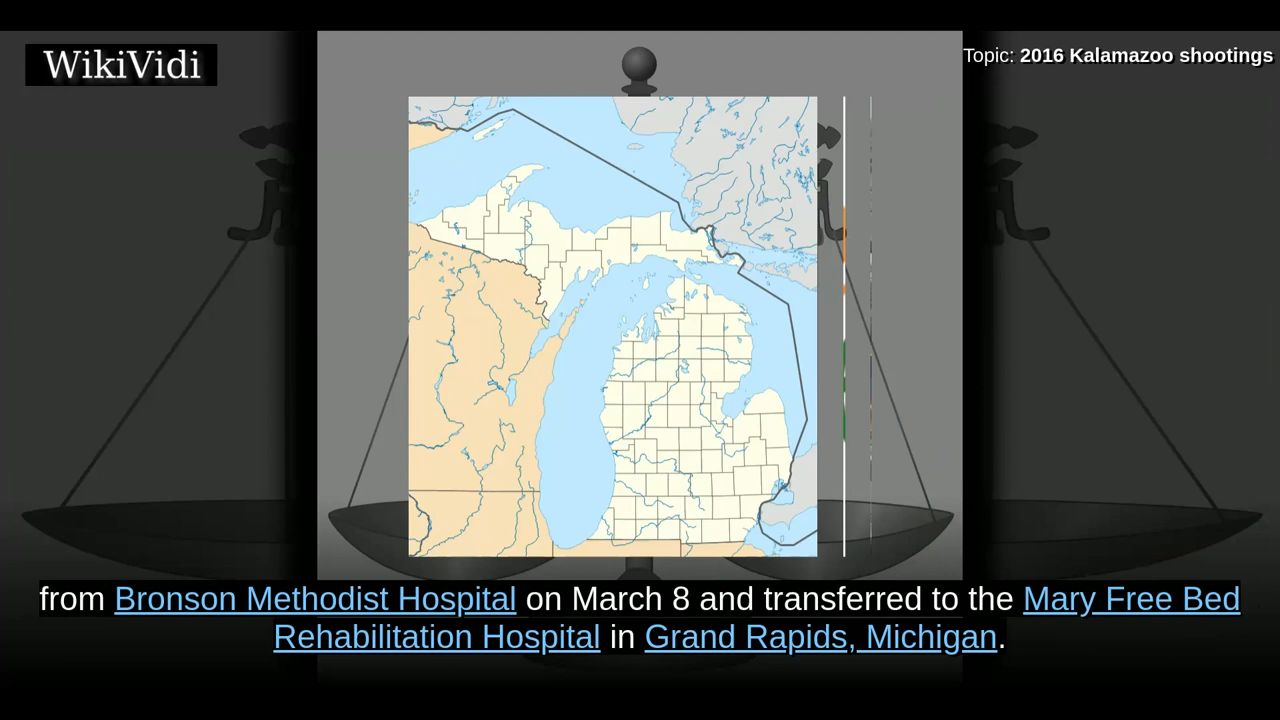 WikiVidi
Topic: 2016 Kalamazoo shootings
from Bronson Methodist Hospital on March 8 and transferred to the Mary Free Bed
Rehabilitation Hospital in Grand Rapids, Michigan.